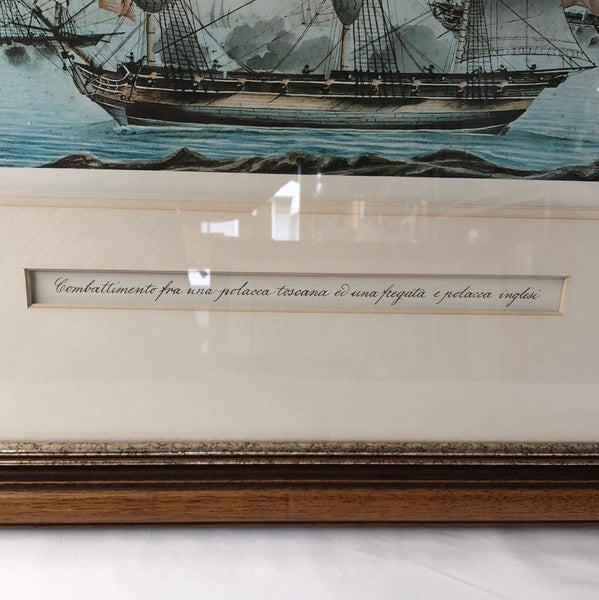 Combattimento fra una polacca toscana ed una fregata e polacca inglesi